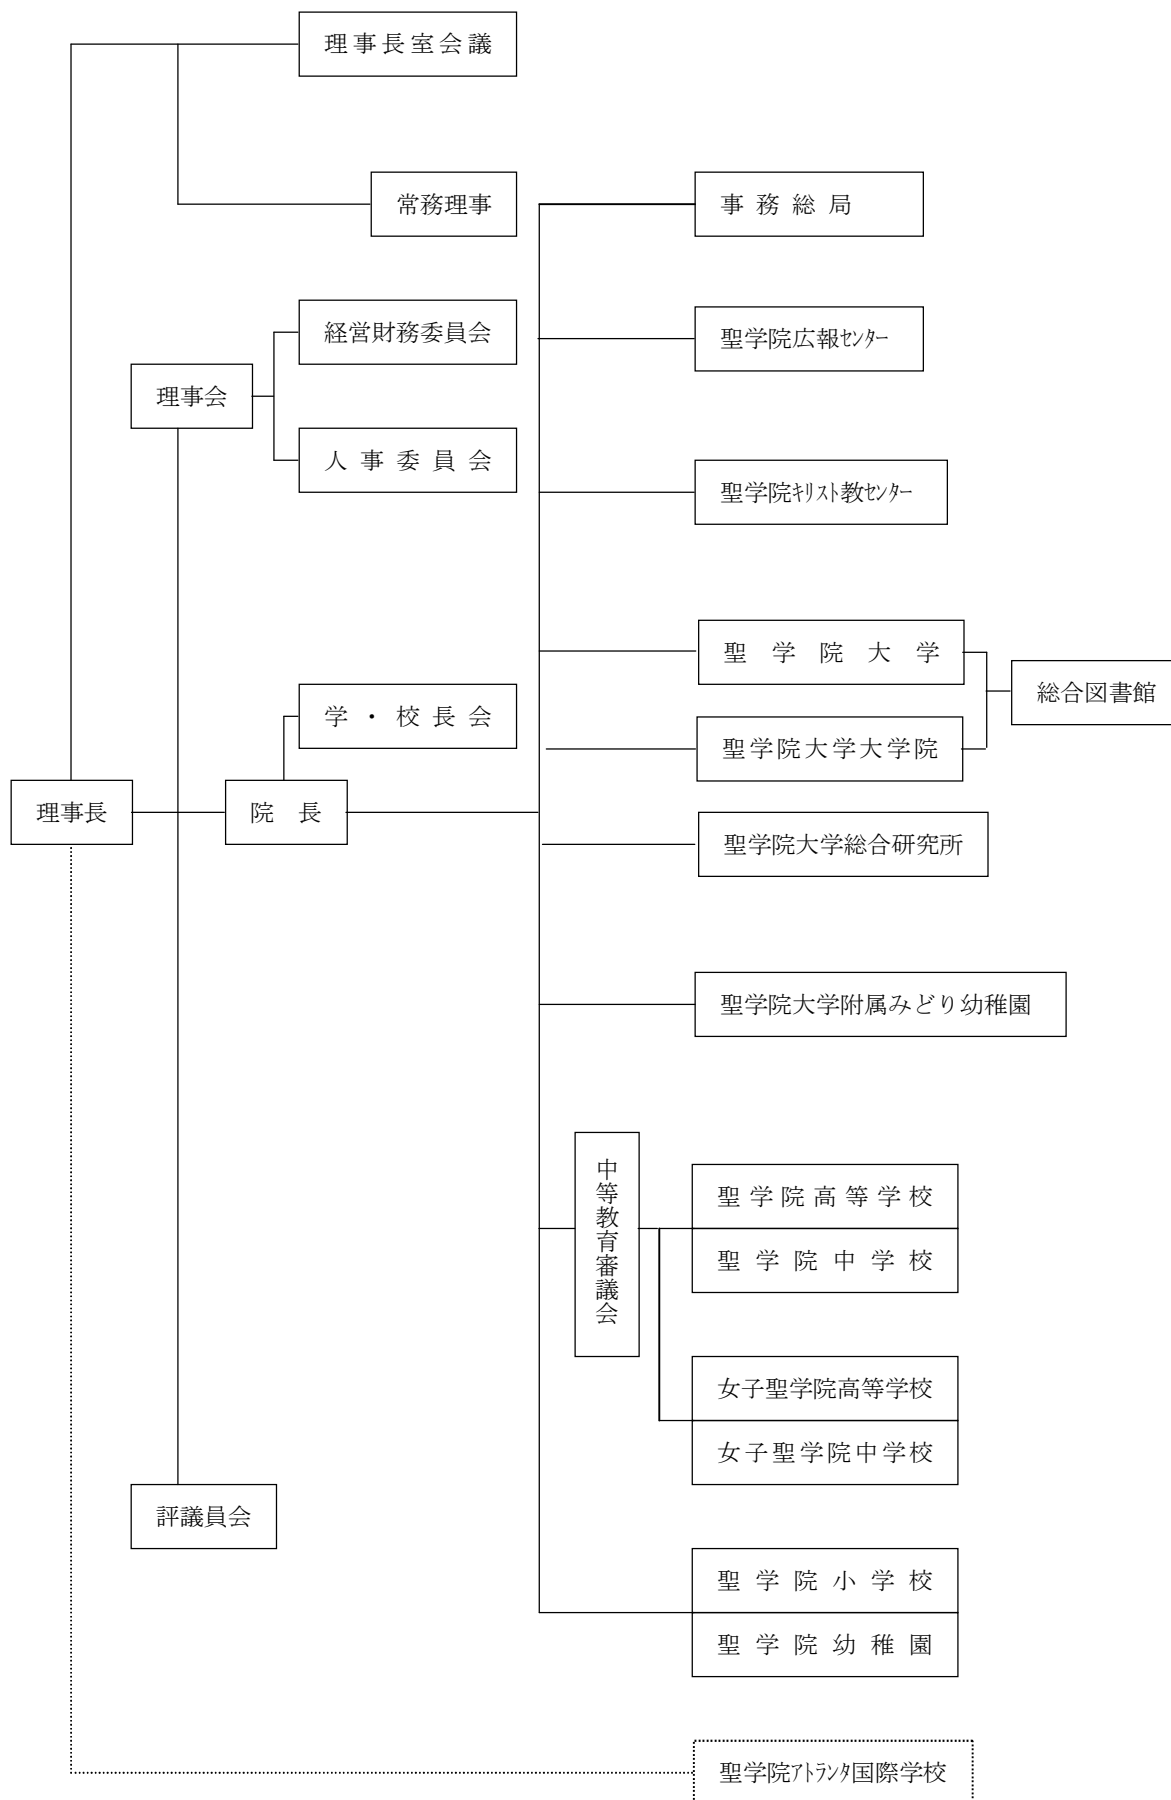 理事長室会議
常務理事
事務総局
経営財務委員会
聖学院広報ｾﾝﾀｰ
理事会
人事委員会
聖学院ｷﾘｽﾄ教ｾﾝﾀｰ
聖学院大学
総合図書館
学・校長会
聖学院大学大学院
理事長
院長
聖学院大学総合研究所
聖学院大学附属みどり幼稚園
中等教育審議会
聖学院高等学校
聖学院中学校
女子聖学院高等学校
女子聖学院中学校
評議員会
聖学院小学校
聖学院幼稚園
聖学院ｱﾄﾗﾝﾀ国際学校